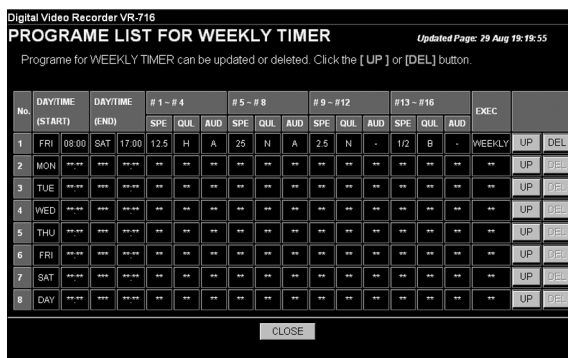 Digital Video Recorder VR-716
PROGRAME LIST FOR WEEKLY TIMER Updated Page: 29 Aug 19:19:55
Programe for WEEKLY TIMER can be updated or deleted. Click the [ UP ] or [DEL] button.
No. DAY/TIME (START) DAY/TIME (END) # 1 ~ # 4 # 5 ~ # 8 # 9 ~ #12 #13 ~ #16 EXEC
SPE QUL AUD SPE QUL AUD SPE QUL AUD SPE QUL AUD
1 FRI 08:00 SAT 17:00 12.5 H A 25 N A 2.5 N - 1/2 B - WEEKLY UP DEL
2 MON **:** *** **:** ** ** ** ** ** ** ** ** ** ** ** ** ** UP DEL
3 TUE **:** *** **:** ** ** ** ** ** ** ** ** ** ** ** ** ** UP DEL
4 WED **:** *** **:** ** ** ** ** ** ** ** ** ** ** ** ** ** UP DEL
5 THU **:** *** **:** ** ** ** ** ** ** ** ** ** ** ** ** ** UP DEL
6 FRI **:** *** **:** ** ** ** ** ** ** ** ** ** ** ** ** ** UP DEL
7 SAT **:** *** **:** ** ** ** ** ** ** ** ** ** ** ** ** ** UP DEL
8 DAY **:** *** **:** ** ** ** ** ** ** ** ** ** ** ** ** ** UP DEL
CLOSE